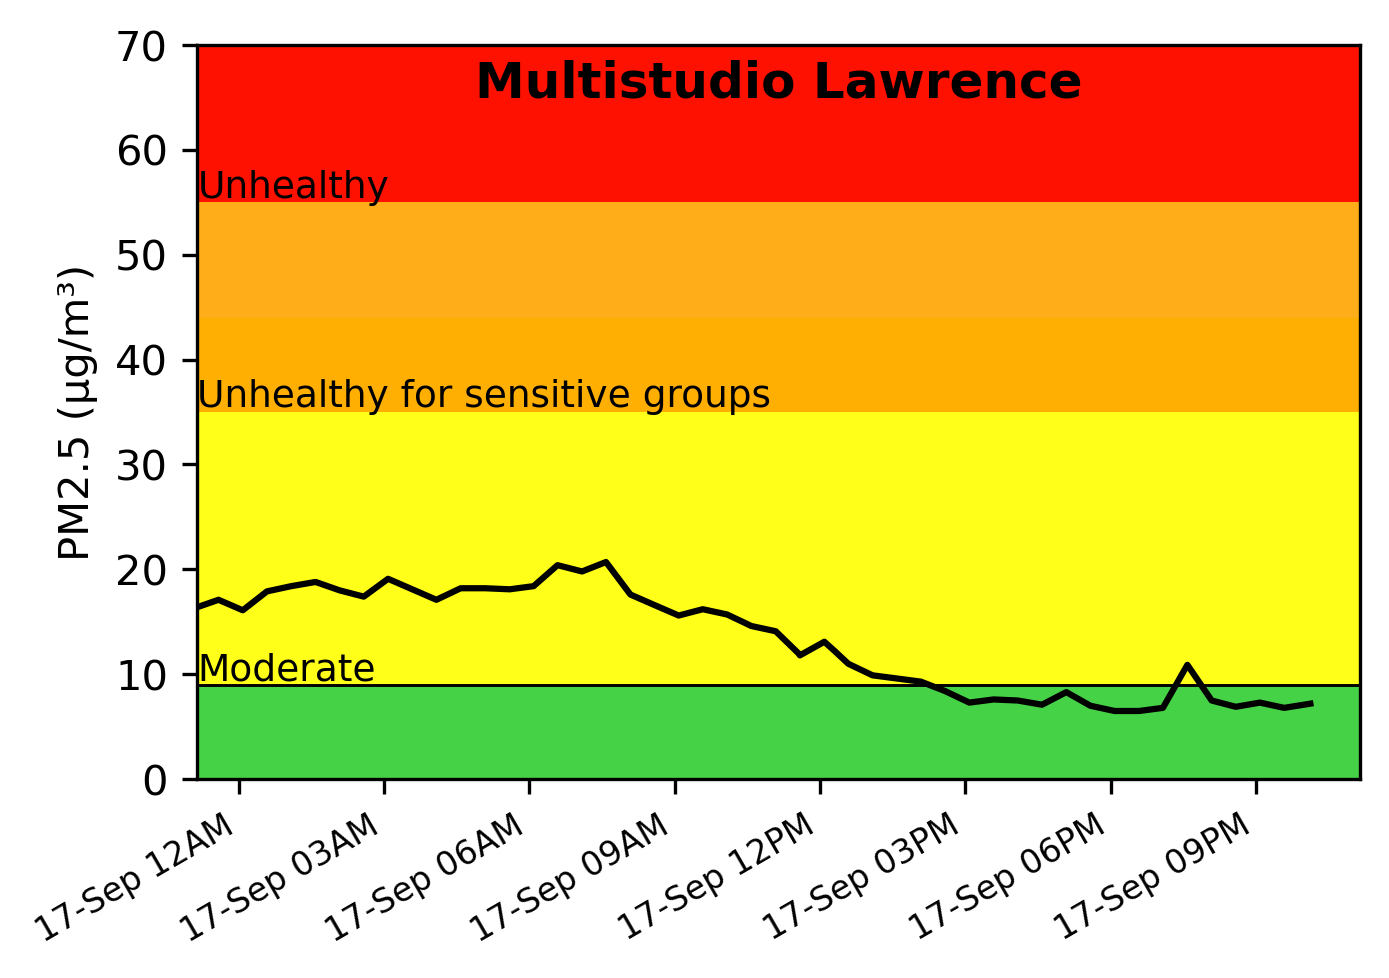 Multistudio Lawrence
PM2.5 (µg/m³)
70
60
50
40
30
20
10
0
Unhealthy
Unhealthy for sensitive groups
Moderate
17-Sep 12AM
17-Sep 03AM
17-Sep 06AM
17-Sep 09AM
17-Sep 12PM
17-Sep 03PM
17-Sep 06PM
17-Sep 09PM